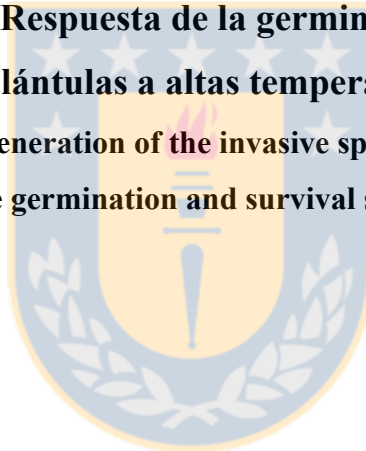 Respuesta de la germin
lántulas a altas tempera
eneration of the invasive sp
e germination and survival s